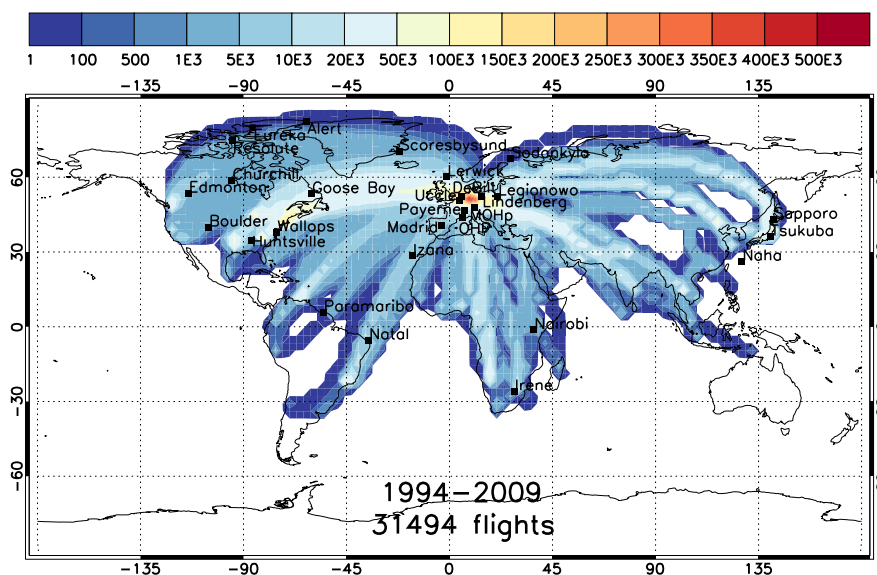 1 100 500 1E3 5E3 10E3 20E3 50E3 100E3 150E3 200E3 250E3 300E3 350E3 400E3 500E3
-135 -90 -45 0 45 90 135
Alert
Eureka
Resolute
Scoresbysund
Sodankyla
60
Lerwick
Churchill
Edmonton
Goose Bay
Uccle
DeBilt
Legionowo
Lindenberg
Payerne
MOHp
Boulder
Wallops
Madrid
OHP
Sapporo
Tsukuba
Huntsville
30
Izana
Naha
Paramaribo
0
Natal
Nairobi
-30
Irene
-60
1994-2009
31494 flights
-135 -90 -45 0 45 90 135